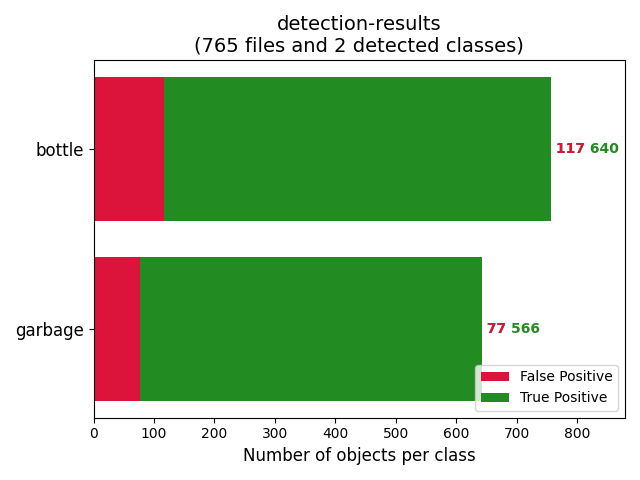 detection-results
(765 files and 2 detected classes)
bottle
117 640
garbage
77 566
False Positive
True Positive
0 100 200 300 400 500 600 700 800
Number of objects per class